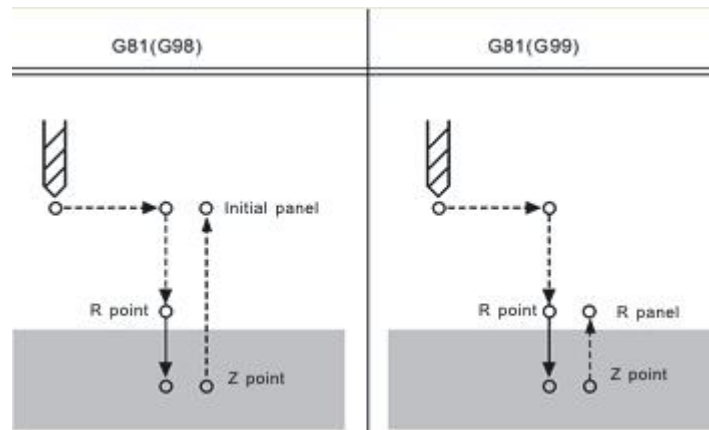 G81(G98)
G81(G99)
Initial panel
R point
Z point
R point
R panel
Z point